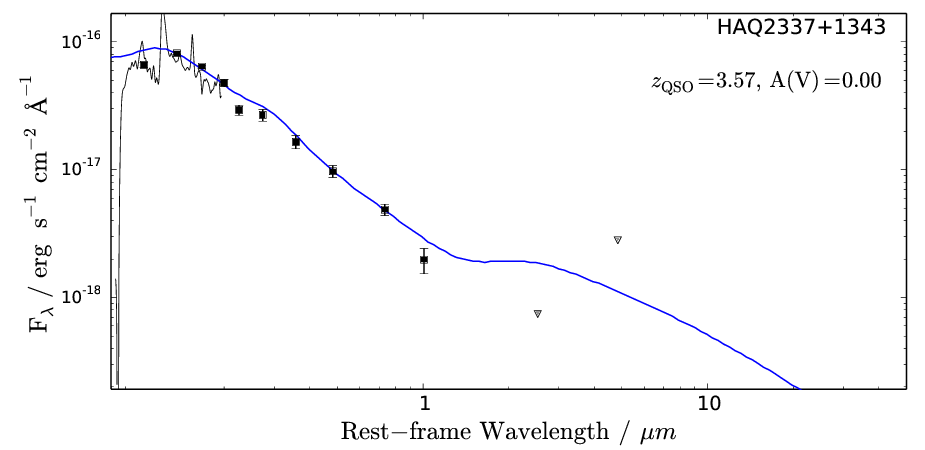 HAQ2337+1343
z_QSO=3.57, A(V)=0.00
10^-16
10^-17
10^-18
F_λ / erg s^−1 cm^−2 Å^−1
1 10
Rest−frame Wavelength / μm